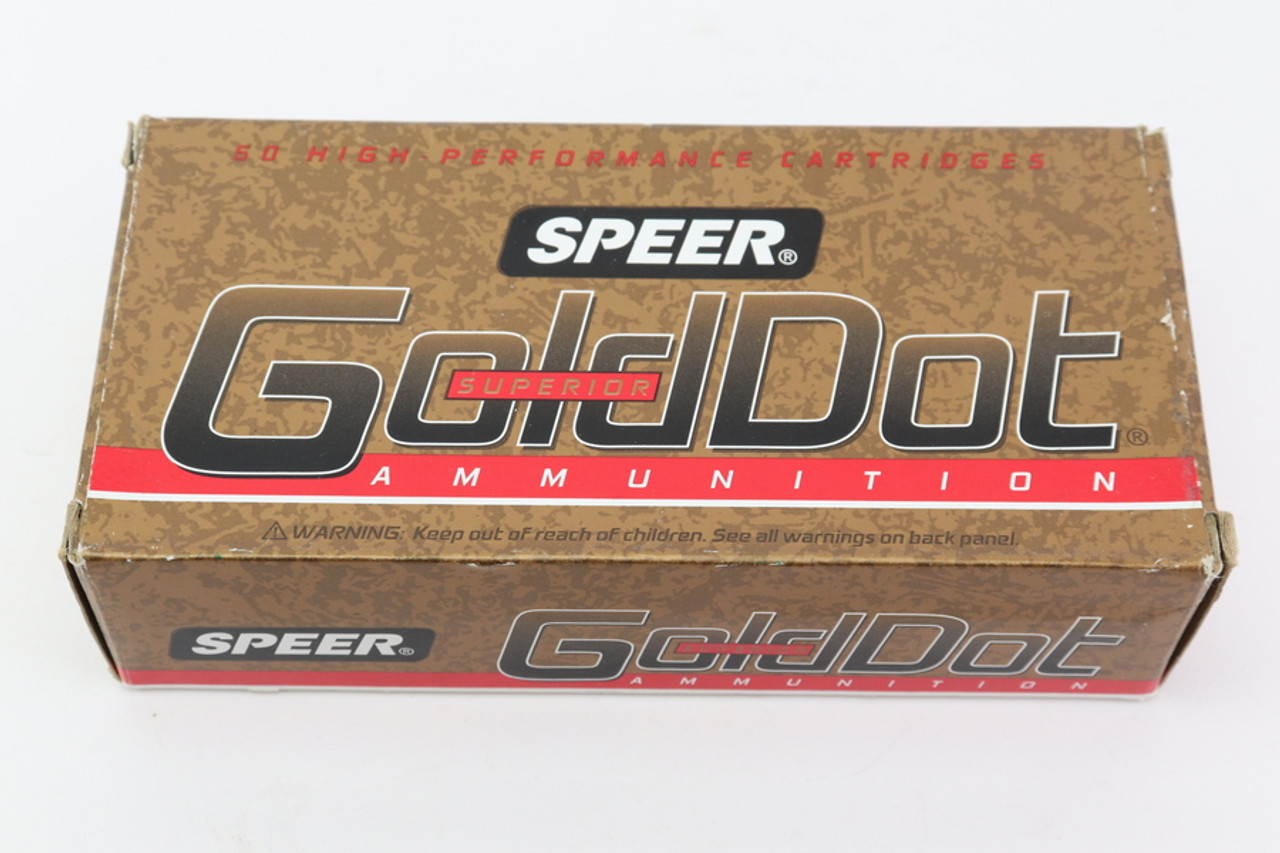 50 HIGH-PERFORMANCE CARTRIDGES
SPEER®
GoldDot®
SUPERIOR
AMMUNITION
⚠WARNING: Keep out of reach of children. See all warnings on back panel.
SPEER®
GoldDot
AMMUNITION